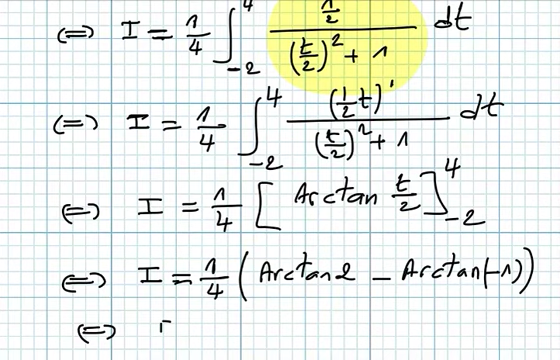 ⇔ I = 1/4 ∫_{-2}^{4} (1/2)/((t/2)² + 1) dt
⇔ I = 1/4 ∫_{-2}^{4} (1/2 t)'/((t/2)² + 1) dt
⇔ I = 1/4 [Arctan t/2]_{-2}^{4}
⇔ I = 1/4 (Arctan 2 - Arctan(-1))
⇔